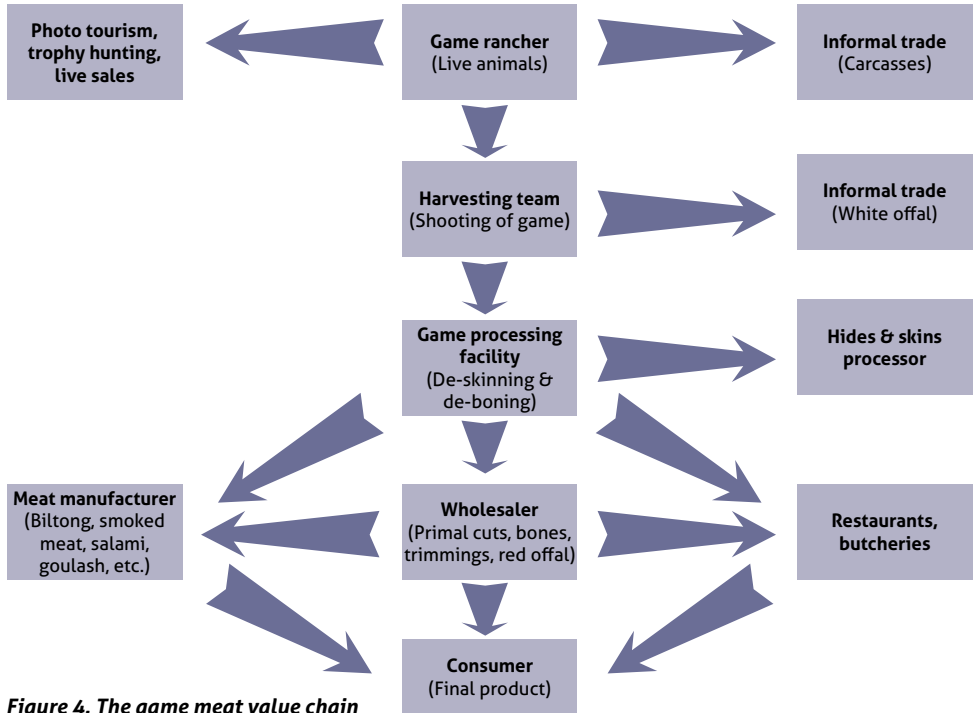 Photo tourism,
trophy hunting,
live sales
Game rancher
(Live animals)
Informal trade
(Carcasses)
Harvesting team
(Shooting of game)
Informal trade
(White offal)
Game processing
facility
(De-skinning &
de-boning)
Hides & skins
processor
Meat manufacturer
(Biltong, smoked
meat, salami,
goulash, etc.)
Wholesaler
(Primal cuts, bones,
trimmings, red offal)
Restaurants,
butcheries
Consumer
(Final product)
Figure 4. The game meat value chain